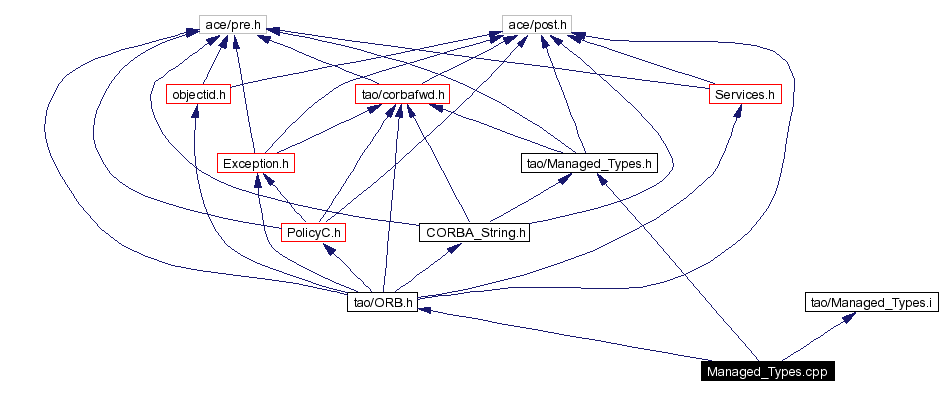 ace/pre.h
ace/post.h
objectid.h
tao/corbafwd.h
Services.h
Exception.h
tao/Managed_Types.h
PolicyC.h
CORBA_String.h
tao/ORB.h
tao/Managed_Types.i
Managed_Types.cpp